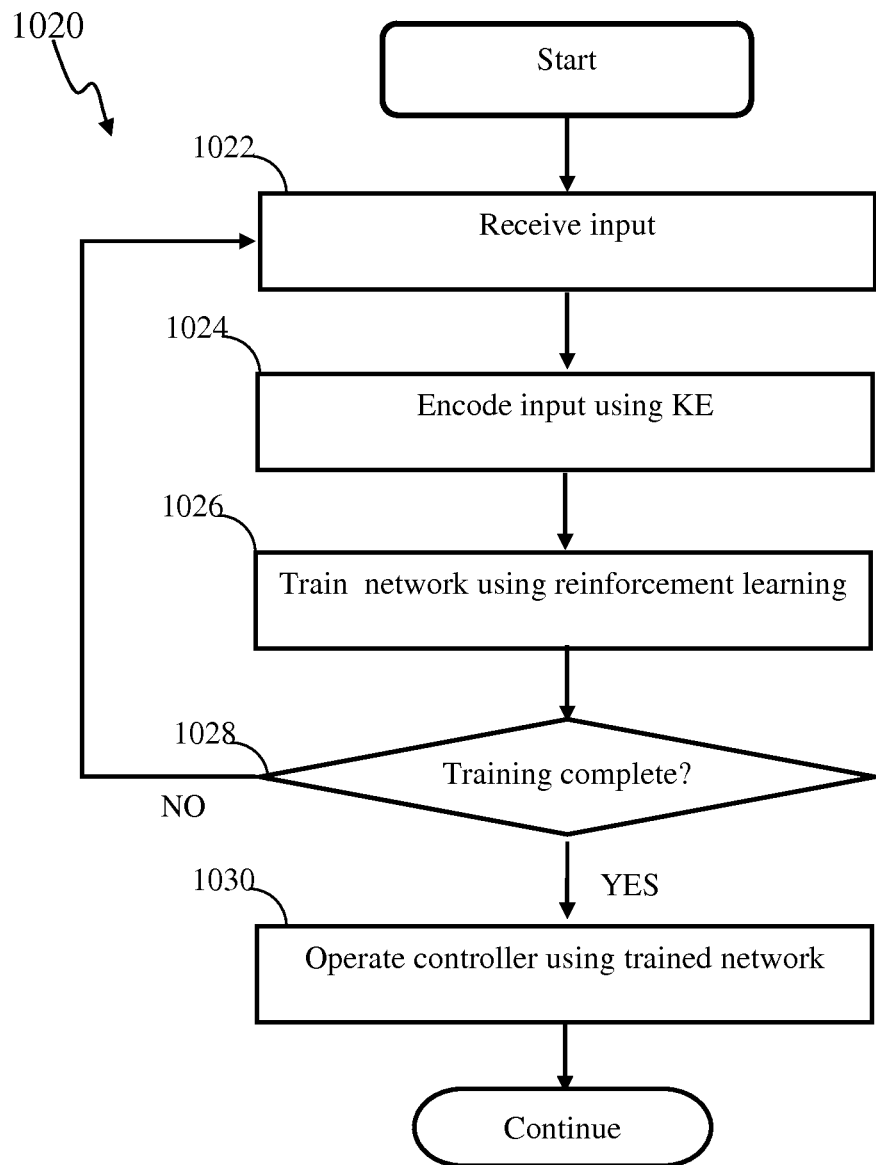 1020
Start
1022
Receive input
1024
Encode input using KE
1026
Train network using reinforcement learning
1028
Training complete?
NO
YES
1030
Operate controller using trained network
Continue